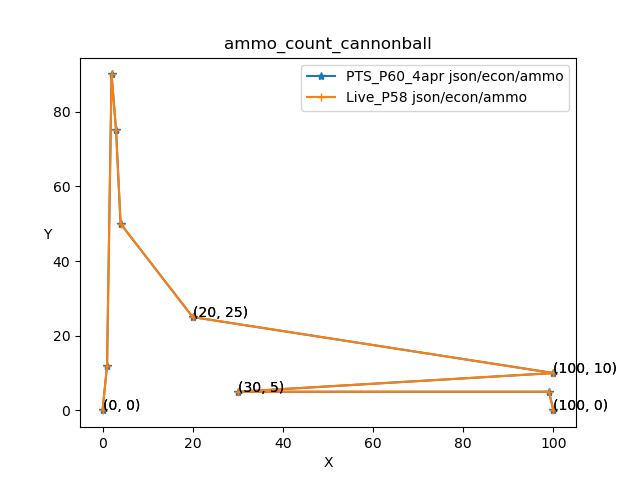 ammo_count_cannonball
PTS_P60_4apr json/econ/ammo
Live_P58 json/econ/ammo
80
60
Y
40
(20, 25)
20
(100, 10)
(30, 5)
0
(0, 0)
(100, 0)
0 20 40 60 80 100
X